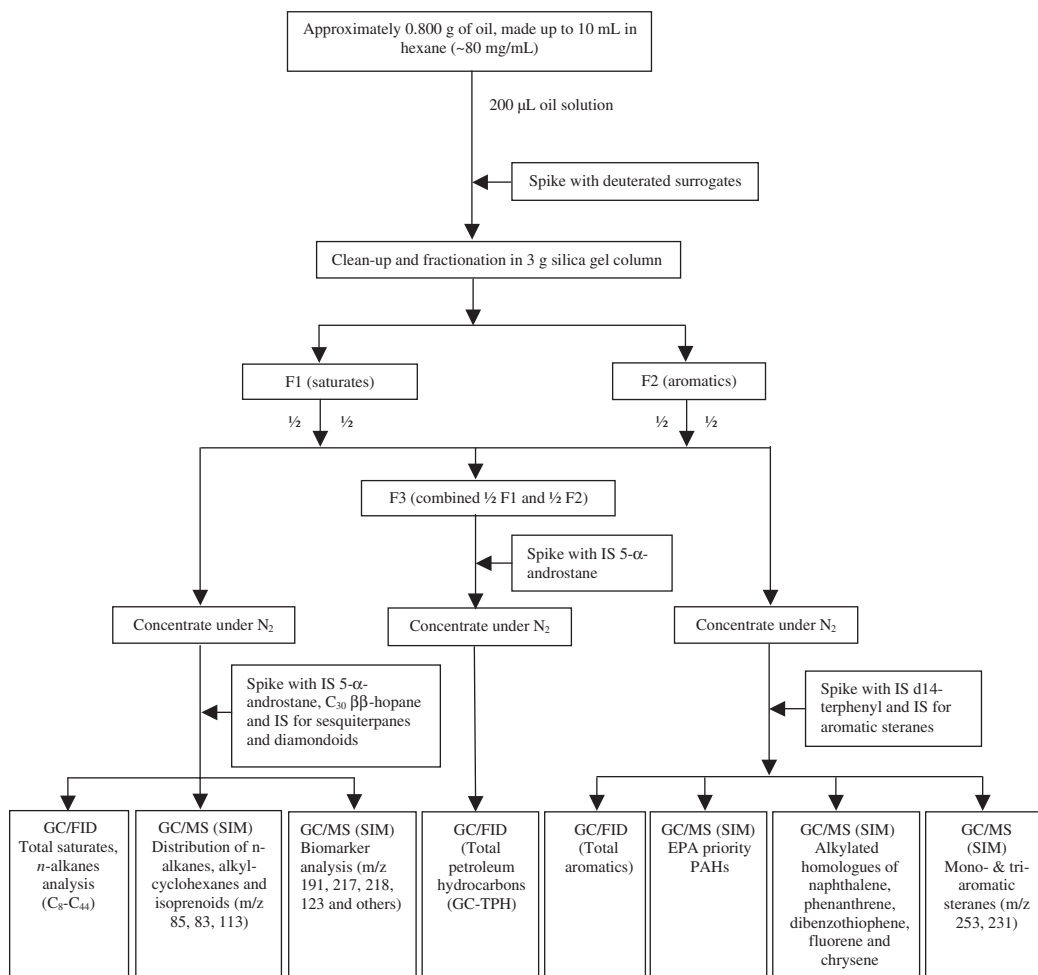 Approximately 0.800 g of oil, made up to 10 mL in
hexane (~80 mg/mL)
200 µL oil solution
Spike with deuterated surrogates
Clean-up and fractionation in 3 g silica gel column
F1 (saturates)
F2 (aromatics)
½ ½
½ ½
F3 (combined ½ F1 and ½ F2)
Spike with IS 5-α-
androstane
Concentrate under N₂
Concentrate under N₂
Concentrate under N₂
Spike with IS 5-α-
androstane, C₃₀ ββ-hopane
and IS for sesquiterpanes
and diamondoids
Spike with IS d14-
terphenyl and IS for
aromatic steranes
GC/FID
Total saturates,
n-alkanes
analysis
(C₈-C₄₄)
GC/MS (SIM)
Distribution of n-
alkanes, alkyl-
cyclohexanes and
isoprenoids (m/z
85, 83, 113)
GC/MS (SIM)
Biomarker
analysis (m/z
191, 217, 218,
123 and others)
GC/FID
(Total
petroleum
hydrocarbons
(GC-TPH)
GC/FID
(Total
aromatics)
GC/MS (SIM)
EPA priority
PAHs
GC/MS (SIM)
Alkylated
homologues of
naphthalene,
phenanthrene,
dibenzothiophene,
fluorene and
chrysene
GC/MS
(SIM)
Mono- & tri-
aromatic
steranes (m/z
253, 231)